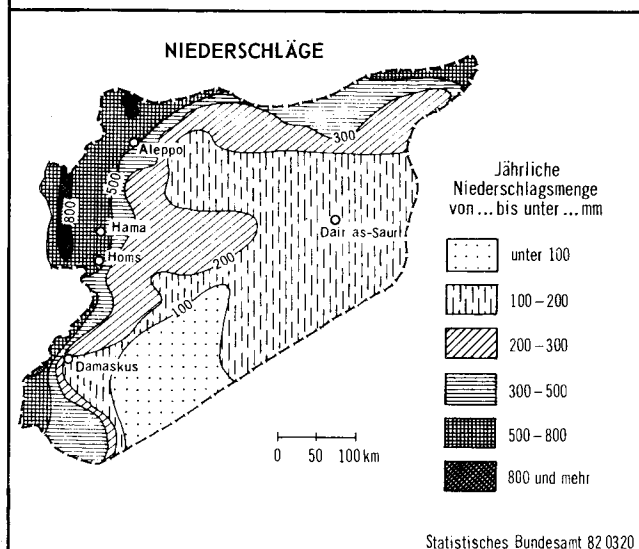 NIEDERSCHLÄGE
300
Aleppo
500
800
Hama
Homs
Dair as-Saur
200
100
Damaskus
0 50 100 km
Jährliche
Niederschlagsmenge
von ... bis unter ... mm
unter 100
100 – 200
200 – 300
300 – 500
500 – 800
800 und mehr
Statistisches Bundesamt 82 0320